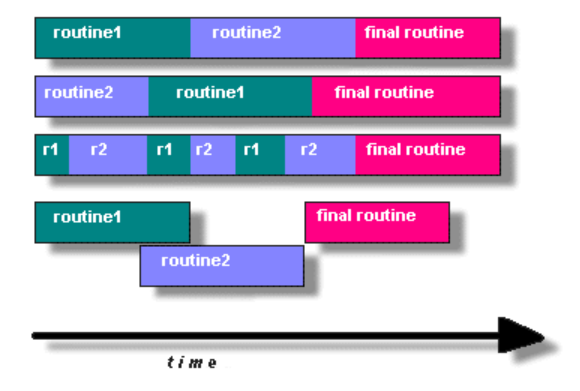 routine1 routine2 final routine
routine2 routine1 final routine
r1 r2 r1 r2 r1 r2 final routine
routine1 final routine
routine2
time